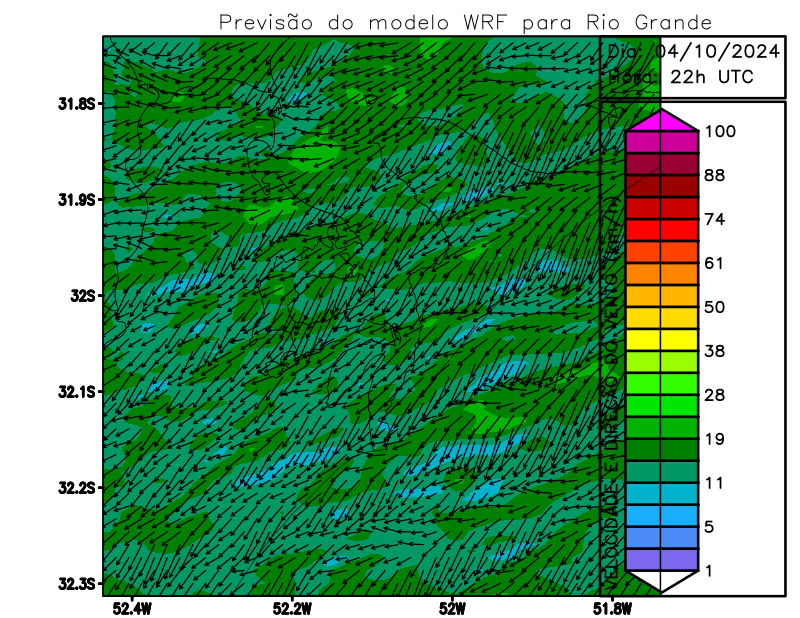 Previsão do modelo WRF para Rio Grande
Dia: 04/10/2024
Hora: 22h UTC
31.8S
31.9S
32S
32.1S
32.2S
32.3S
52.4W
52.2W
52W
51.8W
100
88
74
61
50
38
28
19
11
5
1
VELOCIDADE E DIREÇÃO DO VENTO (km/h)